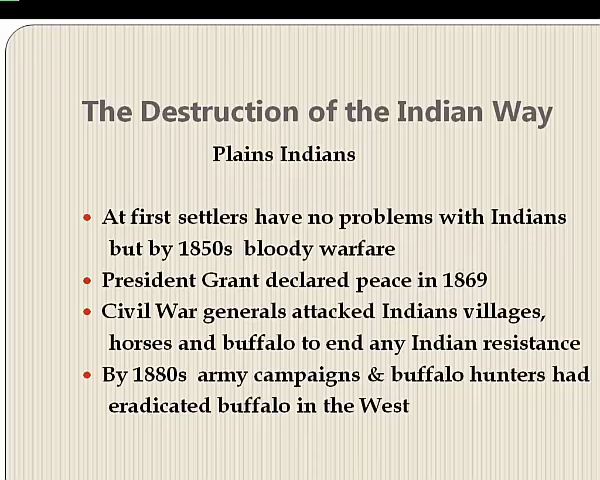 The Destruction of the Indian Way
Plains Indians
• At first settlers have no problems with Indians
but by 1850s bloody warfare
• President Grant declared peace in 1869
• Civil War generals attacked Indians villages,
horses and buffalo to end any Indian resistance
• By 1880s army campaigns & buffalo hunters had
eradicated buffalo in the West